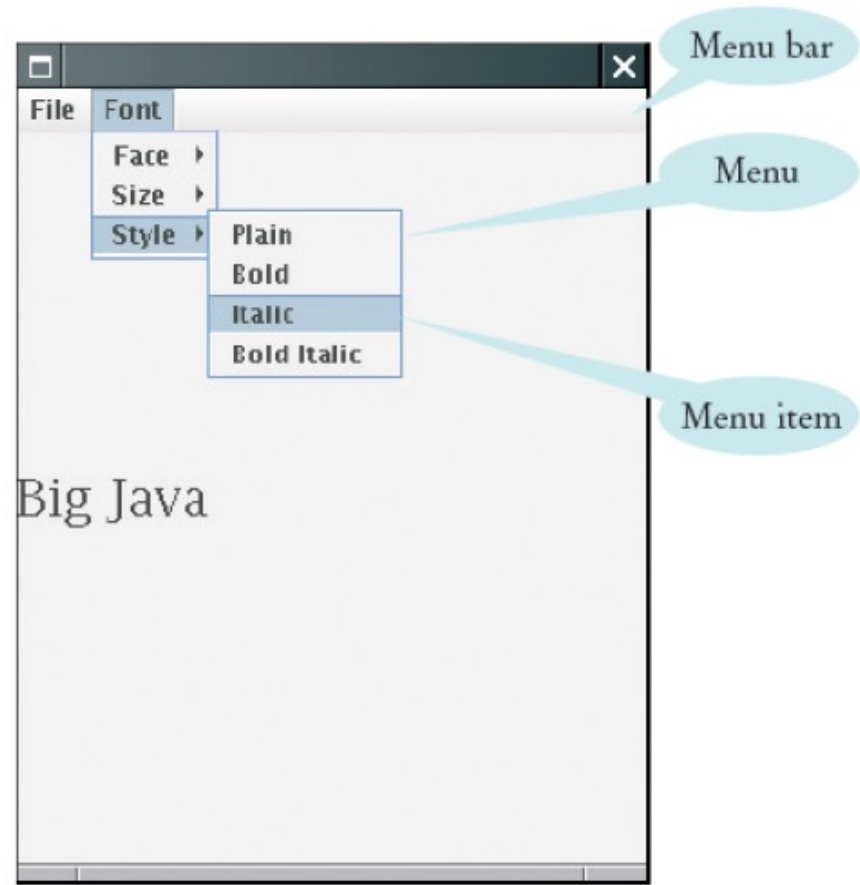 Menu bar
File Font
Face
Size
Style
Plain
Bold
Italic
Bold Italic
Menu
Menu item
Big Java